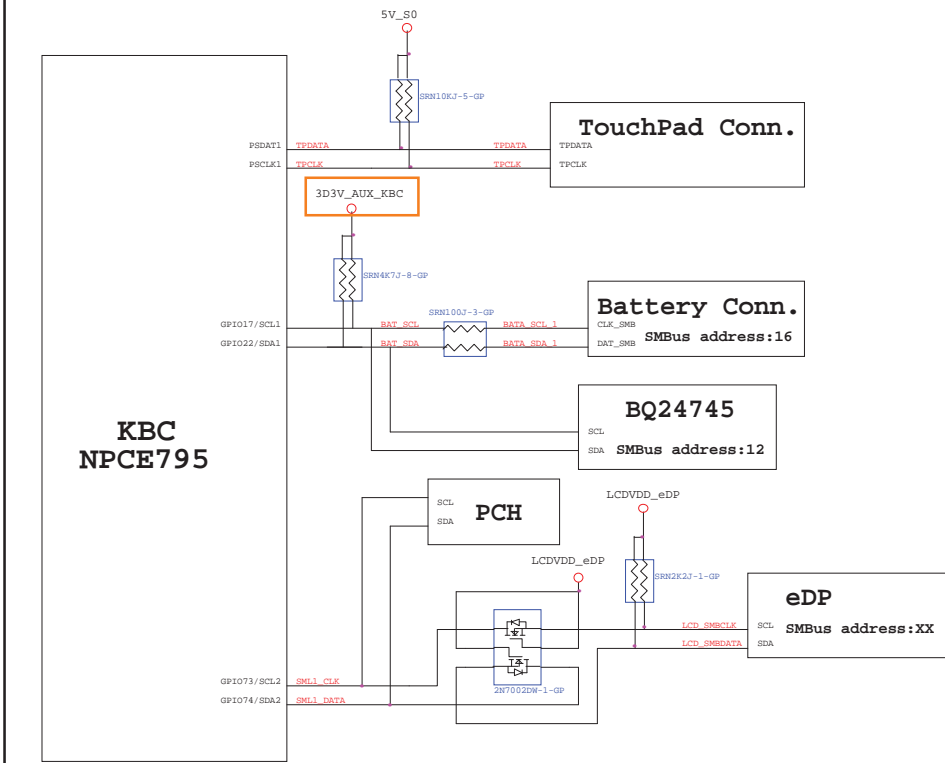 5V_S0
SRN10KJ-5-GP
TouchPad Conn.
PSDAT1 TPDATA TPDATA TPDATA
PSCLK1 TPCLK TPCLK TPCLK
3D3V_AUX_KBC
SRN4K7J-8-GP
SRN100J-3-GP
Battery Conn.
GPIO17/SCL1 BAT_SCL BATA_SCL_1 CLK_SMB
SMBus address:16
GPIO22/SDA1 BAT_SDA BATA_SDA_1 DAT_SMB
BQ24745
SCL
SDA SMBus address:12
KBC
NPCE795
SCL
SDA
PCH
LCDVDD_eDP
LCDVDD_eDP
SRN2K2J-1-GP
eDP
LCD_SMBCLK SCL SMBus address:XX
LCD_SMBDATA SDA
GPIO73/SCL2 SML1_CLK
2N7002DW-1-GP
GPIO74/SDA2 SML1_DATA